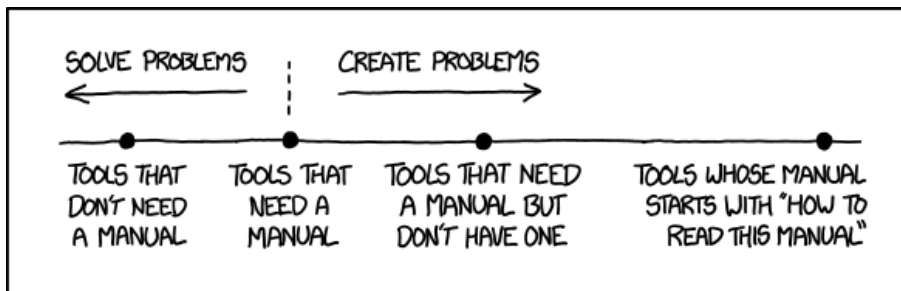 SOLVE PROBLEMS
CREATE PROBLEMS
TOOLS THAT
DON'T NEED
A MANUAL
TOOLS THAT
NEED A
MANUAL
TOOLS THAT NEED
A MANUAL BUT
DON'T HAVE ONE
TOOLS WHOSE MANUAL
STARTS WITH "HOW TO
READ THIS MANUAL"